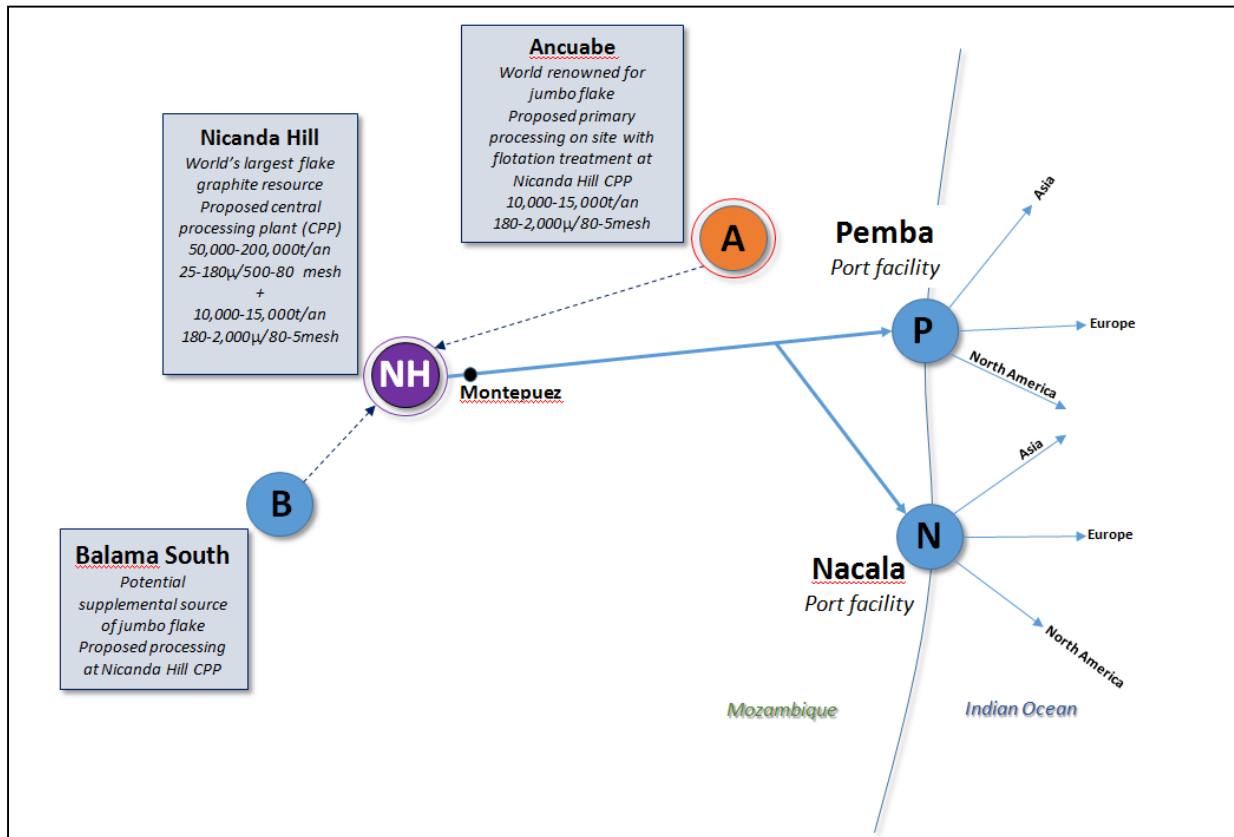 Ancuabe
World renowned for
jumbo flake
Proposed primary
processing on site with
flotation treatment at
Nicanda Hill CPP
10,000-15,000t/an
180-2,000µ/80-5mesh
Nicanda Hill
World's largest flake
graphite resource
Proposed central
processing plant (CPP)
50,000-200,000t/an
25-180µ/500-80 mesh
+
10,000-15,000t/an
180-2,000µ/80-5mesh
A
NH
Montepuez
B
Balama South
Potential
supplemental source
of jumbo flake
Proposed processing
at Nicanda Hill CPP
Pemba
Port facility
P
Asia
Europe
North America
N
Nacala
Port facility
Asia
Europe
North America
Mozambique
Indian Ocean